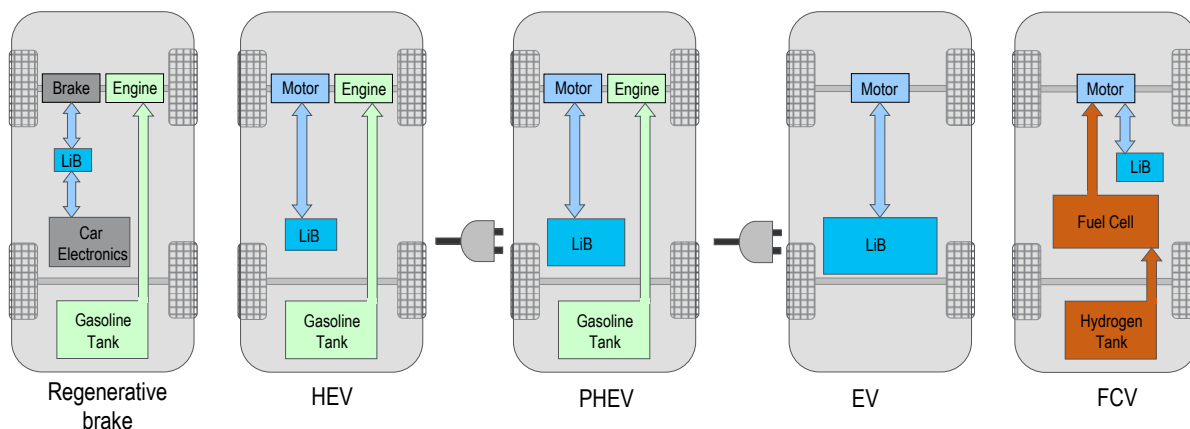 Brake
Engine
LiB
Car
Electronics
Gasoline
Tank
Regenerative
brake
Motor
Engine
LiB
Gasoline
Tank
HEV
Motor
Engine
LiB
Gasoline
Tank
PHEV
Motor
LiB
EV
Motor
LiB
Fuel Cell
Hydrogen
Tank
FCV